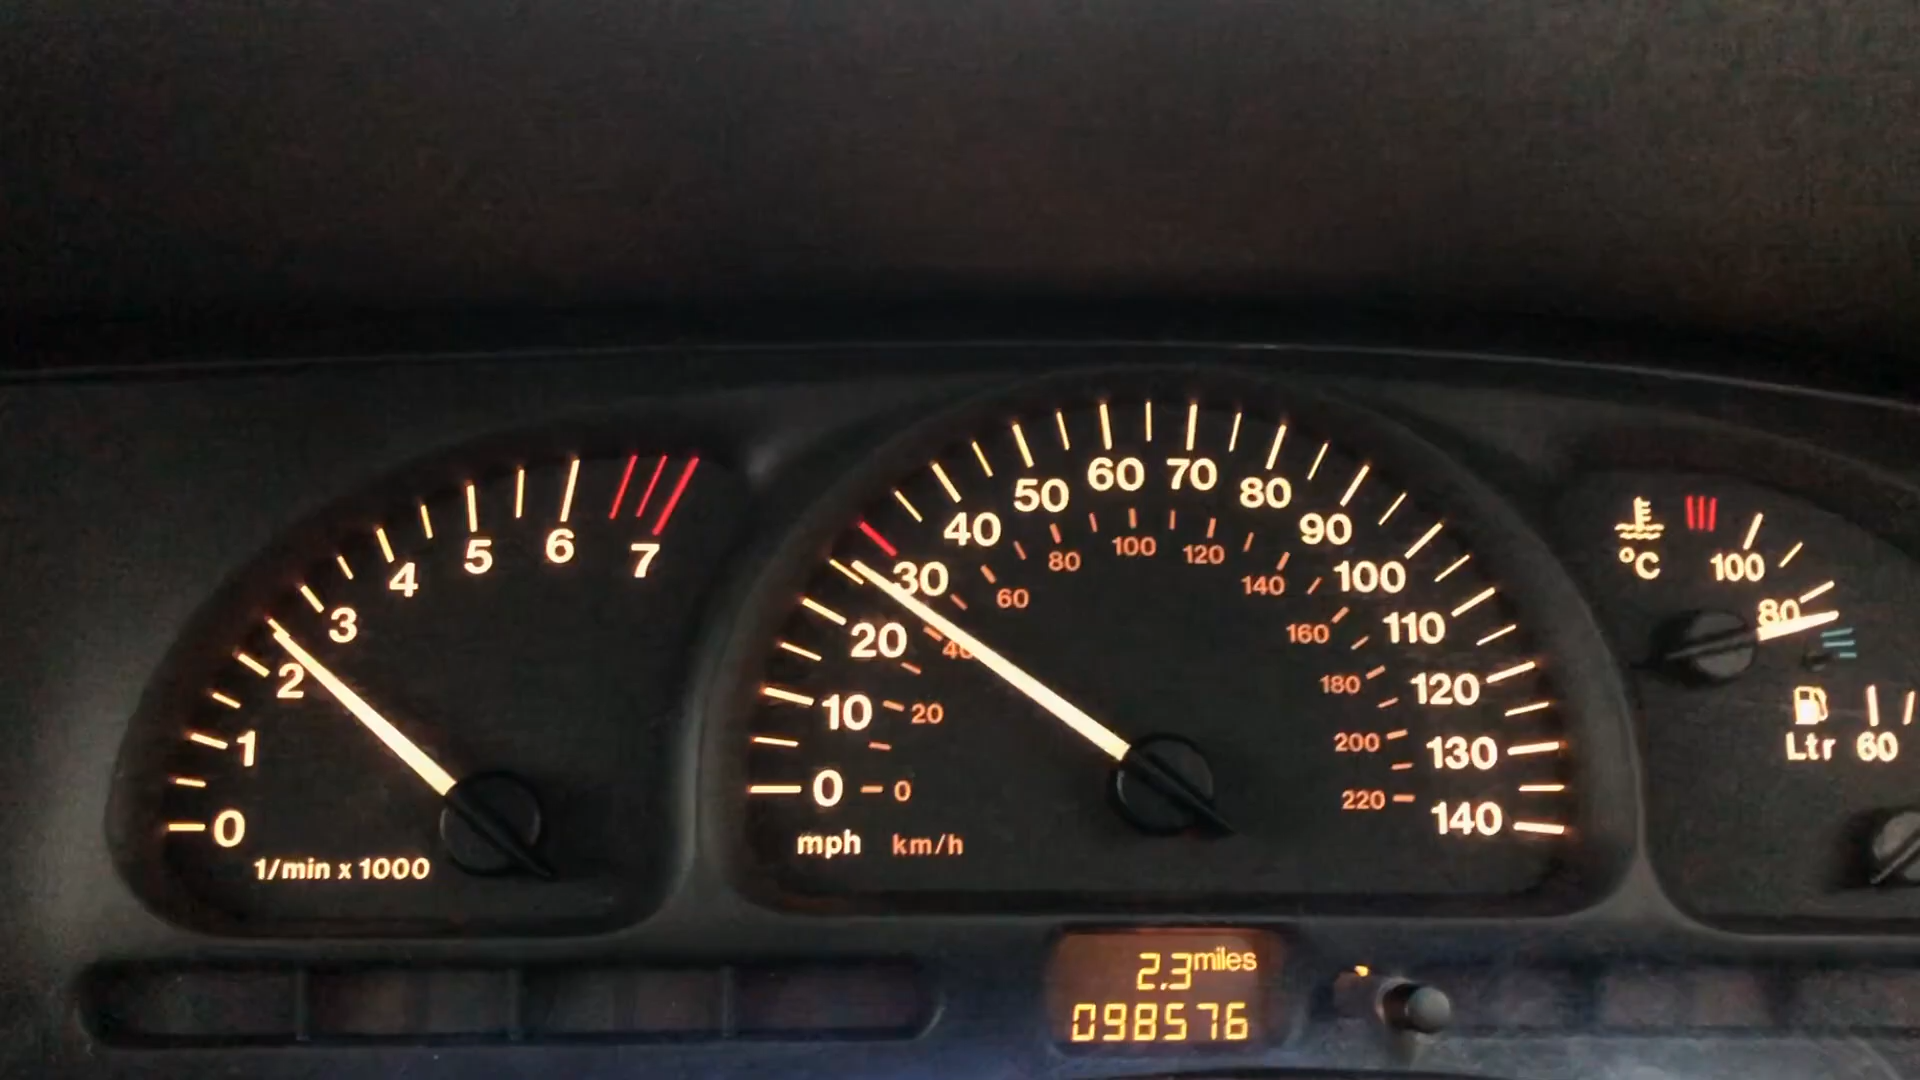 0 1 2 3 4 5 6 7
1/min x 1000
0 10 20 30 40 50 60 70 80 90 100 110 120 130 140
0 20 40 60 80 100 120 140 160 180 200 220
mph km/h
°C 100 80
Ltr 60
2.3 miles
098576